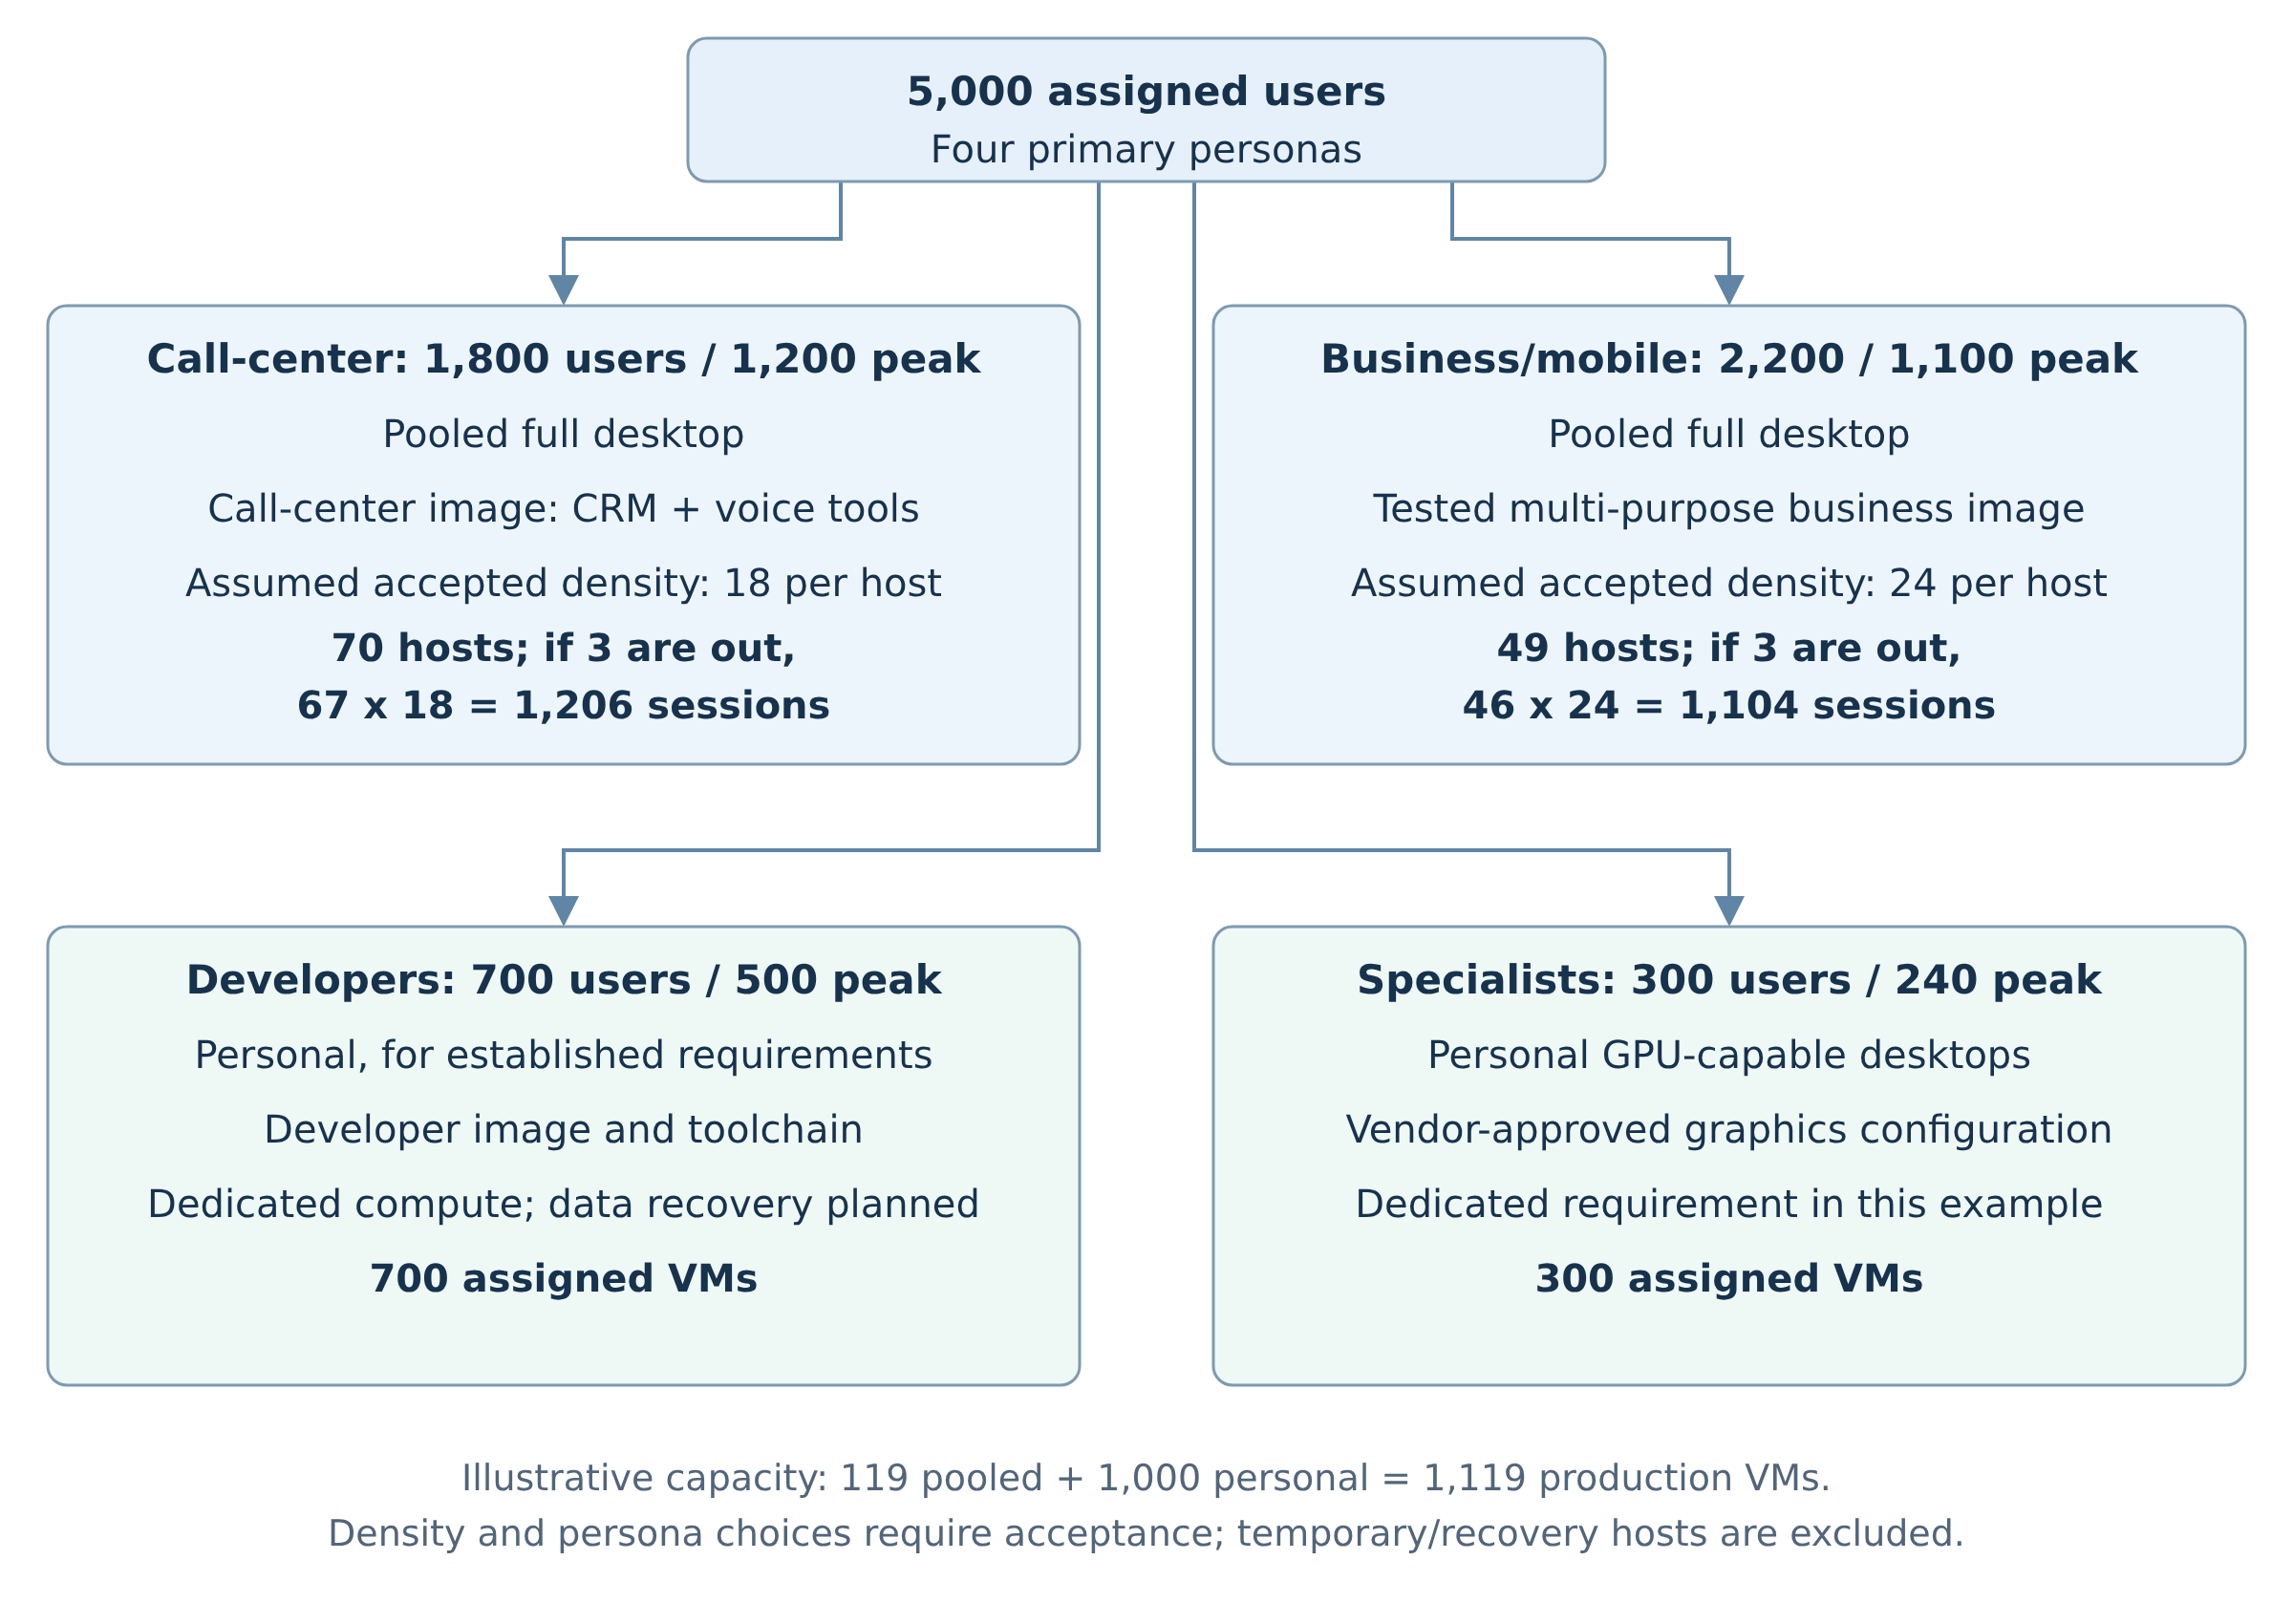 5,000 assigned users
Four primary personas
Call-center: 1,800 users / 1,200 peak
Pooled full desktop
Call-center image: CRM + voice tools
Assumed accepted density: 18 per host
70 hosts; if 3 are out,
67 x 18 = 1,206 sessions
Business/mobile: 2,200 / 1,100 peak
Pooled full desktop
Tested multi-purpose business image
Assumed accepted density: 24 per host
49 hosts; if 3 are out,
46 x 24 = 1,104 sessions
Developers: 700 users / 500 peak
Personal, for established requirements
Developer image and toolchain
Dedicated compute; data recovery planned
700 assigned VMs
Specialists: 300 users / 240 peak
Personal GPU-capable desktops
Vendor-approved graphics configuration
Dedicated requirement in this example
300 assigned VMs
Illustrative capacity: 119 pooled + 1,000 personal = 1,119 production VMs.
Density and persona choices require acceptance; temporary/recovery hosts are excluded.